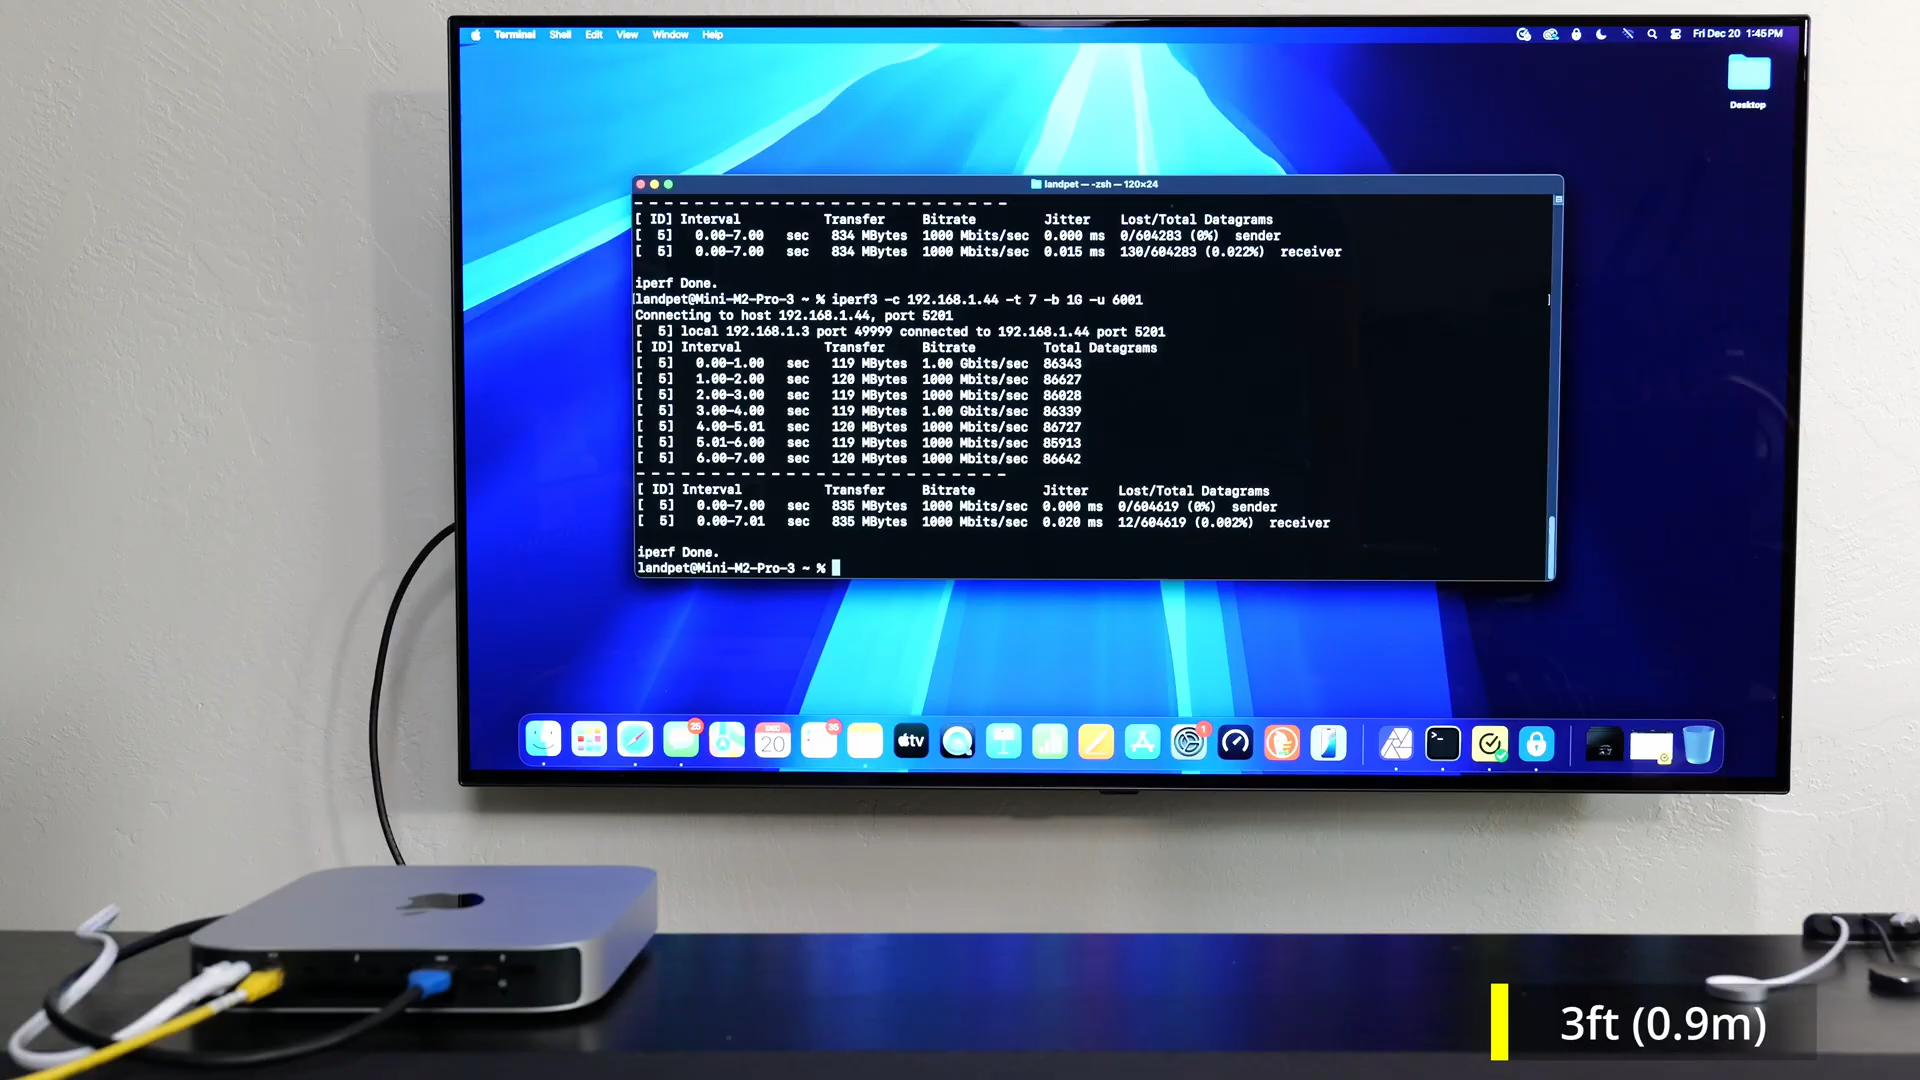 Terminal Shell Edit View Window Help
Fri Dec 20 1:45PM
Desktop
landpet — -zsh — 120×24
- - - - - - - - - - - - - - - - - - - - - - - - -
[ ID] Interval Transfer Bitrate Jitter Lost/Total Datagrams
[ 5] 0.00-7.00 sec 834 MBytes 1000 Mbits/sec 0.000 ms 0/604283 (0%) sender
[ 5] 0.00-7.00 sec 834 MBytes 1000 Mbits/sec 0.015 ms 130/604283 (0.022%) receiver
iperf Done.
landpet@Mini-M2-Pro-3 ~ % iperf3 -c 192.168.1.44 -t 7 -b 1G -u 6001
Connecting to host 192.168.1.44, port 5201
[ 5] local 192.168.1.3 port 49999 connected to 192.168.1.44 port 5201
[ ID] Interval Transfer Bitrate Total Datagrams
[ 5] 0.00-1.00 sec 119 MBytes 1.00 Gbits/sec 86343
[ 5] 1.00-2.00 sec 120 MBytes 1000 Mbits/sec 86627
[ 5] 2.00-3.00 sec 119 MBytes 1000 Mbits/sec 86028
[ 5] 3.00-4.00 sec 119 MBytes 1.00 Gbits/sec 86339
[ 5] 4.00-5.01 sec 120 MBytes 1000 Mbits/sec 86727
[ 5] 5.01-6.00 sec 119 MBytes 1000 Mbits/sec 85913
[ 5] 6.00-7.00 sec 120 MBytes 1000 Mbits/sec 86642
- - - - - - - - - - - - - - - - - - - - - - - - -
[ ID] Interval Transfer Bitrate Jitter Lost/Total Datagrams
[ 5] 0.00-7.00 sec 835 MBytes 1000 Mbits/sec 0.000 ms 0/604619 (0%) sender
[ 5] 0.00-7.01 sec 835 MBytes 1000 Mbits/sec 0.020 ms 12/604619 (0.002%) receiver
iperf Done.
landpet@Mini-M2-Pro-3 ~ %
25
DEC
20
35
tv
1
>_
3ft (0.9m)